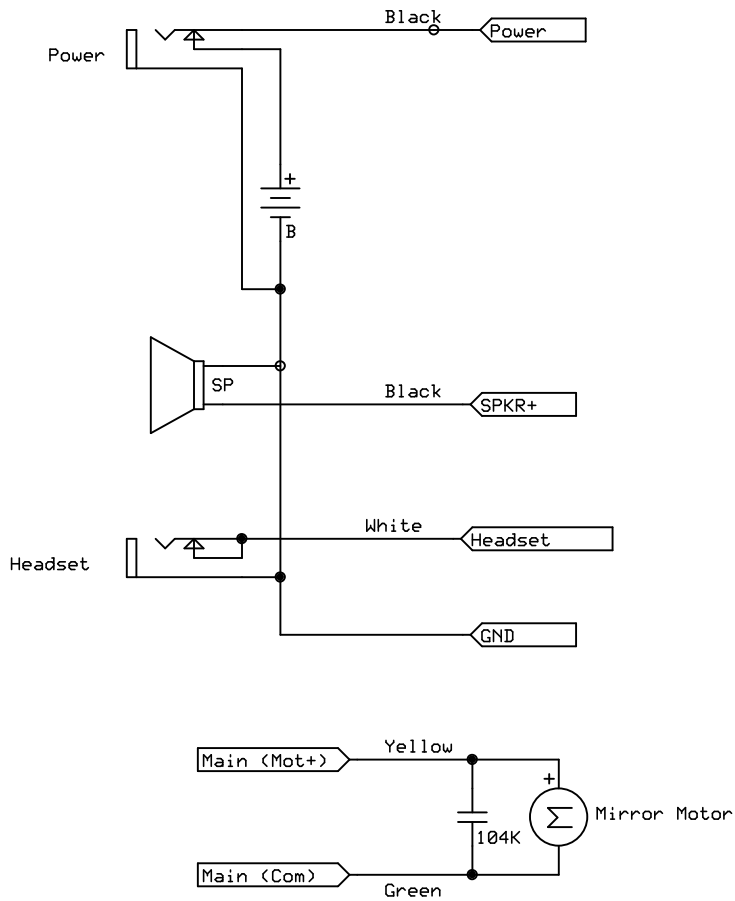 Black
Power
Power
+
B
SP
Black
SPKR+
White
Headset
Headset
GND
Yellow
Main (Mot+)
+
Mirror Motor
104K
Main (Com)
Green